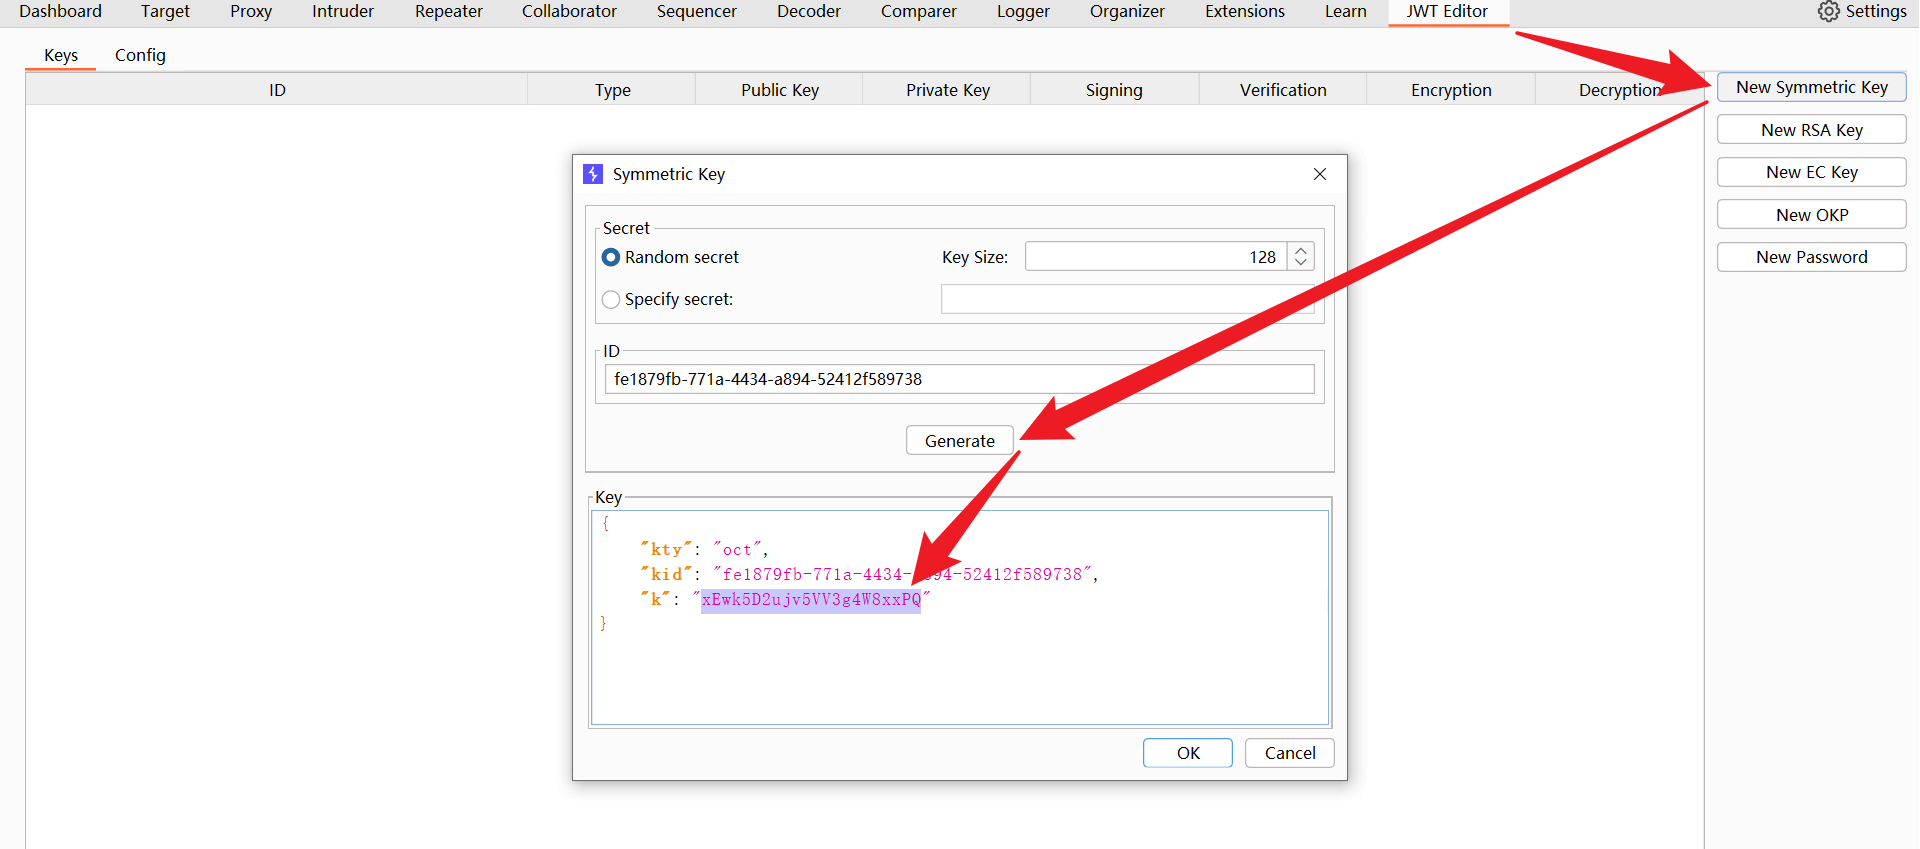 Dashboard Target Proxy Intruder Repeater Collaborator Sequencer Decoder Comparer Logger Organizer Extensions Learn JWT Editor Settings
Keys Config
ID Type Public Key Private Key Signing Verification Encryption Decryption
New Symmetric Key
New RSA Key
New EC Key
New OKP
New Password
Symmetric Key
Secret
Random secret Key Size: 128
Specify secret:
ID
fe1879fb-771a-4434-a894-52412f589738
Generate
Key
{
"kty": "oct",
"kid": "fe1879fb-771a-4434-a894-52412f589738",
"k": "xEwk5D2ujv5VV3g4W8xxPQ"
}
OK Cancel